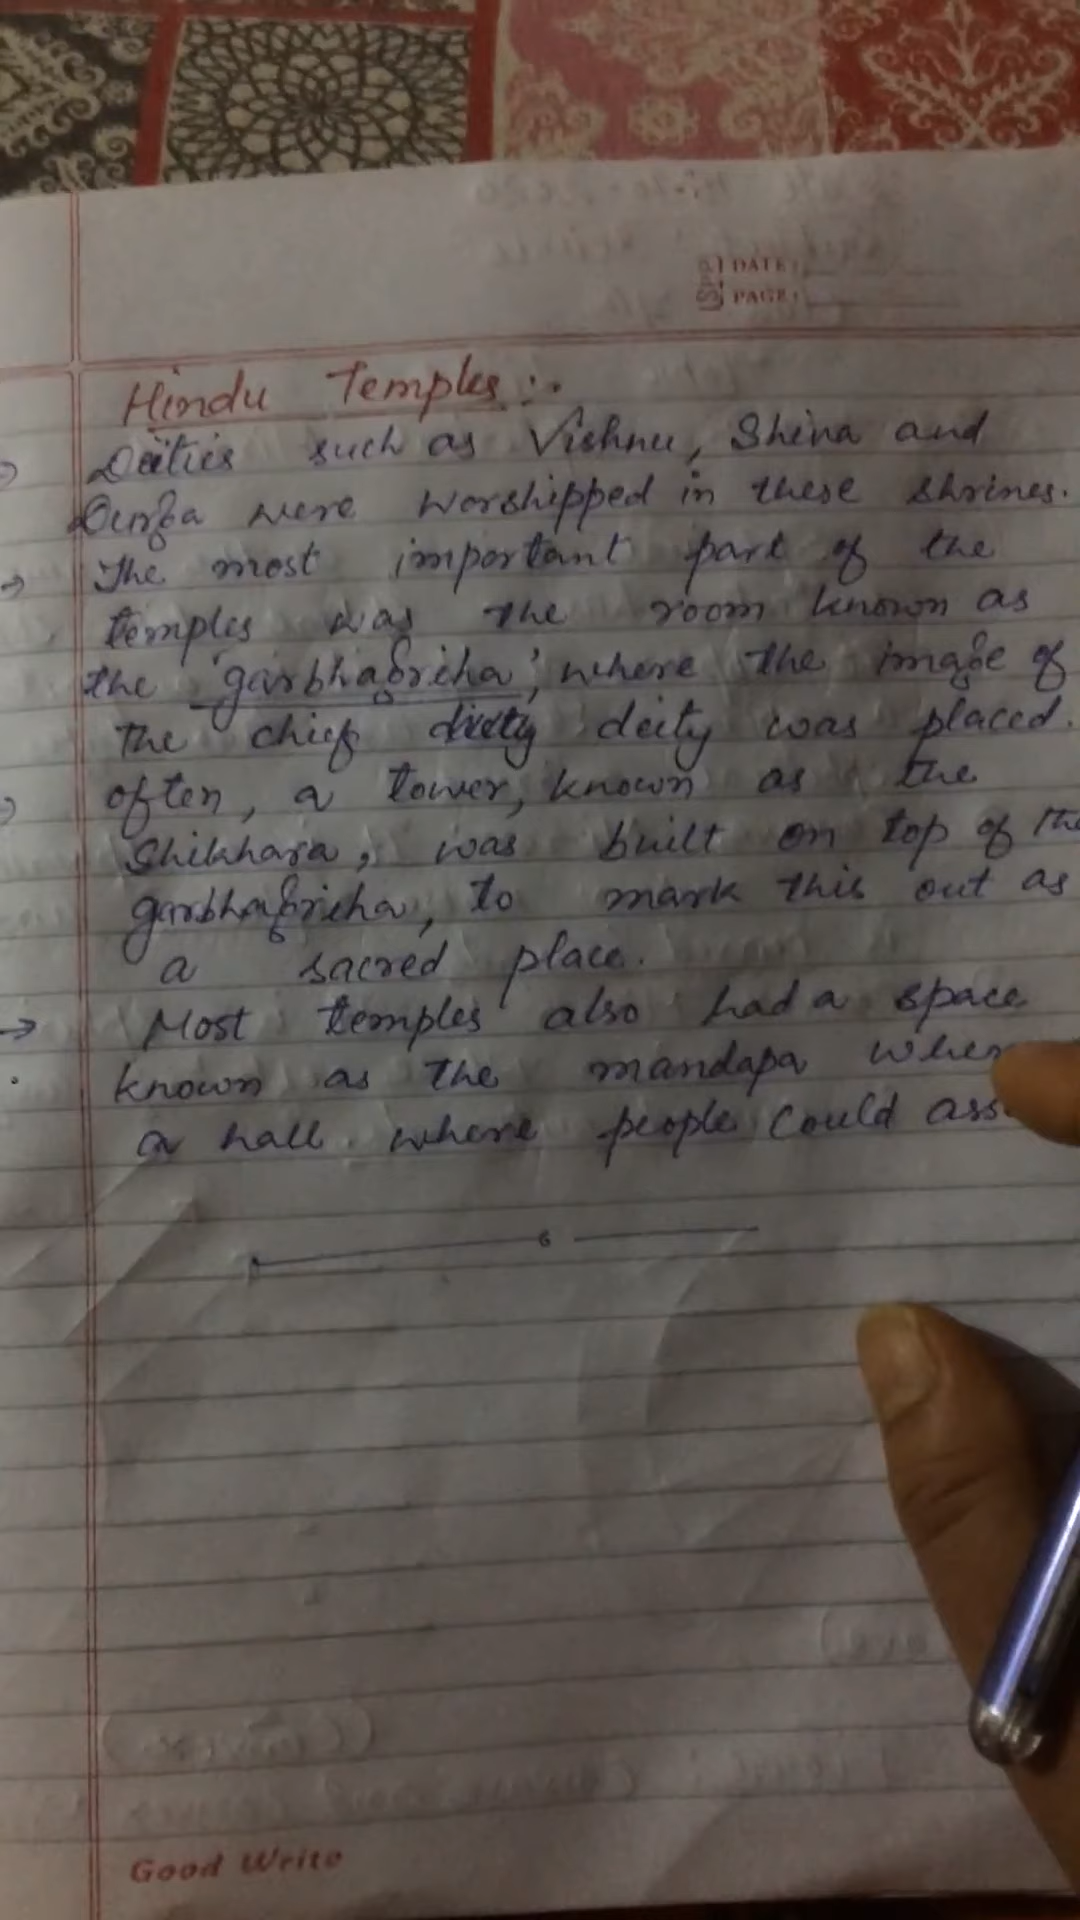 DATE:
PAGE:
Hindu Temples :-
→ Deities such as Vishnu, Shiva and
Durga were worshipped in these shrines.
→ The most important part of the
temples was the room known as
the 'garbhagriha', where the image of
the chief deity was placed.
→ often, a tower, known as the
Shikhara, was built on top of the
garbhagriha, to mark this out as
a sacred place.
→ Most temples also had a space
known as the mandapa
a hall where people could
Good Write